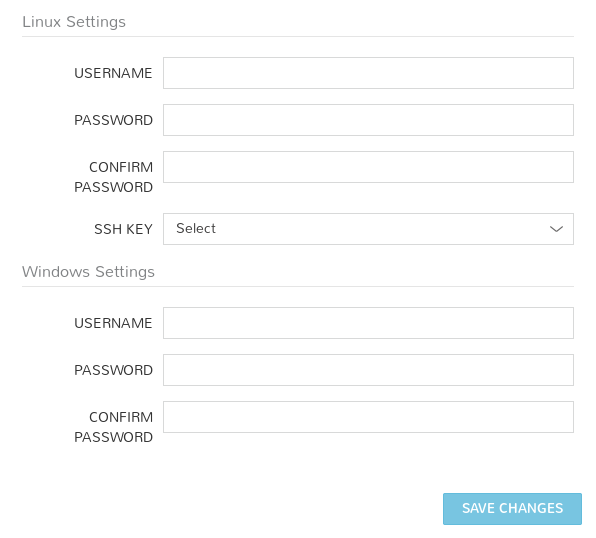 Linux Settings
USERNAME
PASSWORD
CONFIRM
PASSWORD
SSH KEY Select
Windows Settings
USERNAME
PASSWORD
CONFIRM
PASSWORD
SAVE CHANGES